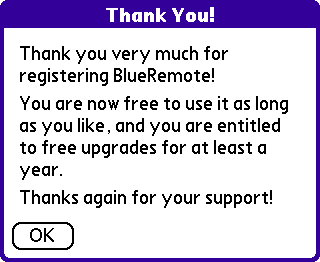 Thank You!
Thank you very much for
registering BlueRemote!
You are now free to use it as long
as you like, and you are entitled
to free upgrades for at least a
year.
Thanks again for your support!
OK